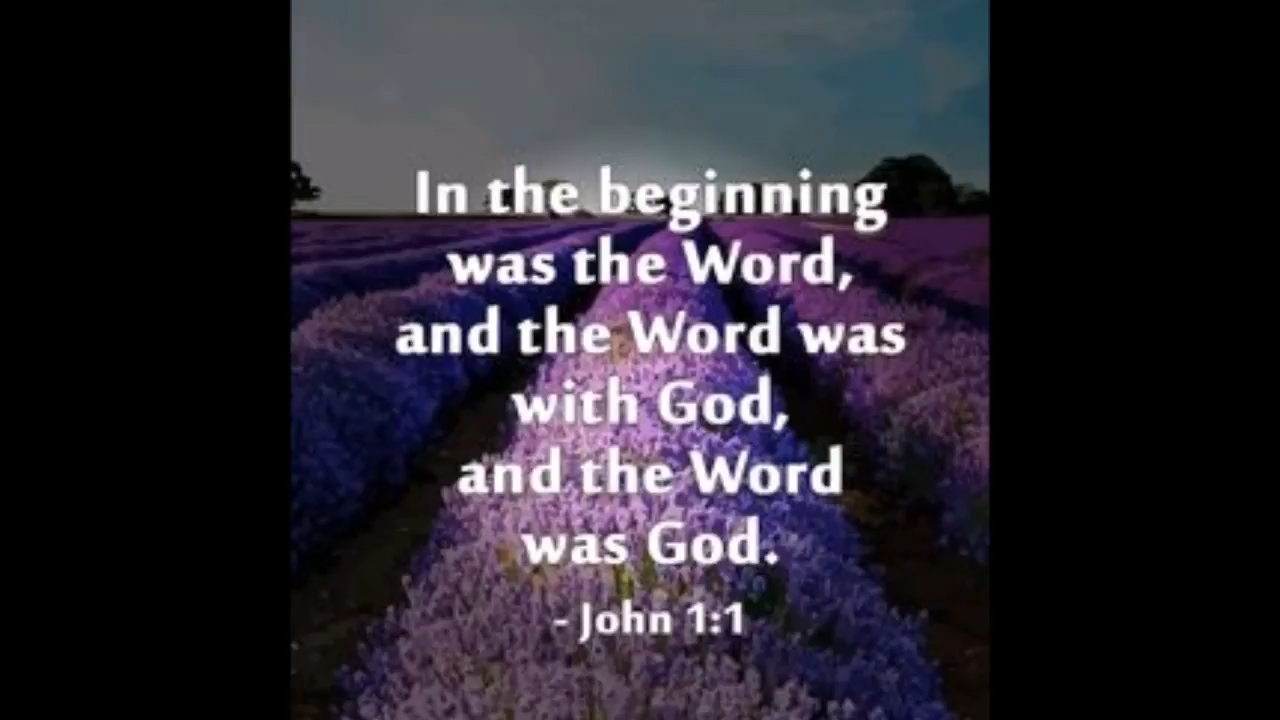 In the beginning
was the Word,
and the Word was
with God,
and the Word
was God.
- John 1:1